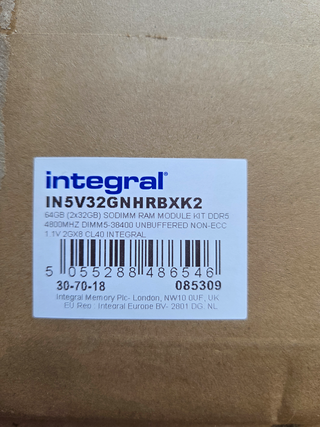 integral®
IN5V32GNHRBXK2
64GB (2x32GB) SODIMM RAM MODULE KIT DDR5
4800MHZ DIMM5-38400 UNBUFFERED NON-ECC
1.1V 2GX8 CL40 INTEGRAL
5 055288 481546
30-70-18 085309
Integral Memory Plc- London, NW10 0UF, UK
EU Rep : Integral Europe BV- 2801 DG, NL